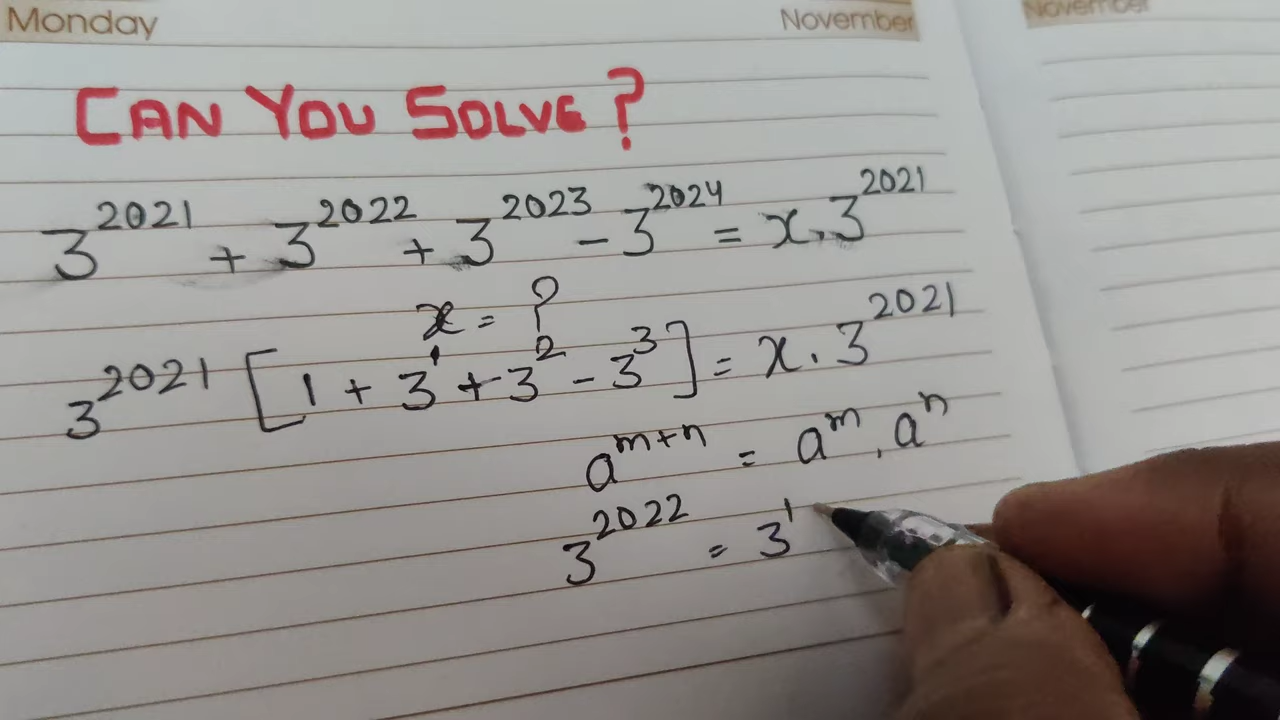 Monday November November
CAN YOU SOLVE?
3^2021 + 3^2022 + 3^2023 - 3^2024 = x.3^2021
x = ?
3^2021 [1 + 3^1 + 3^2 - 3^3] = x.3^2021
a^m+n = a^m.a^n
3^2022 = 3^1